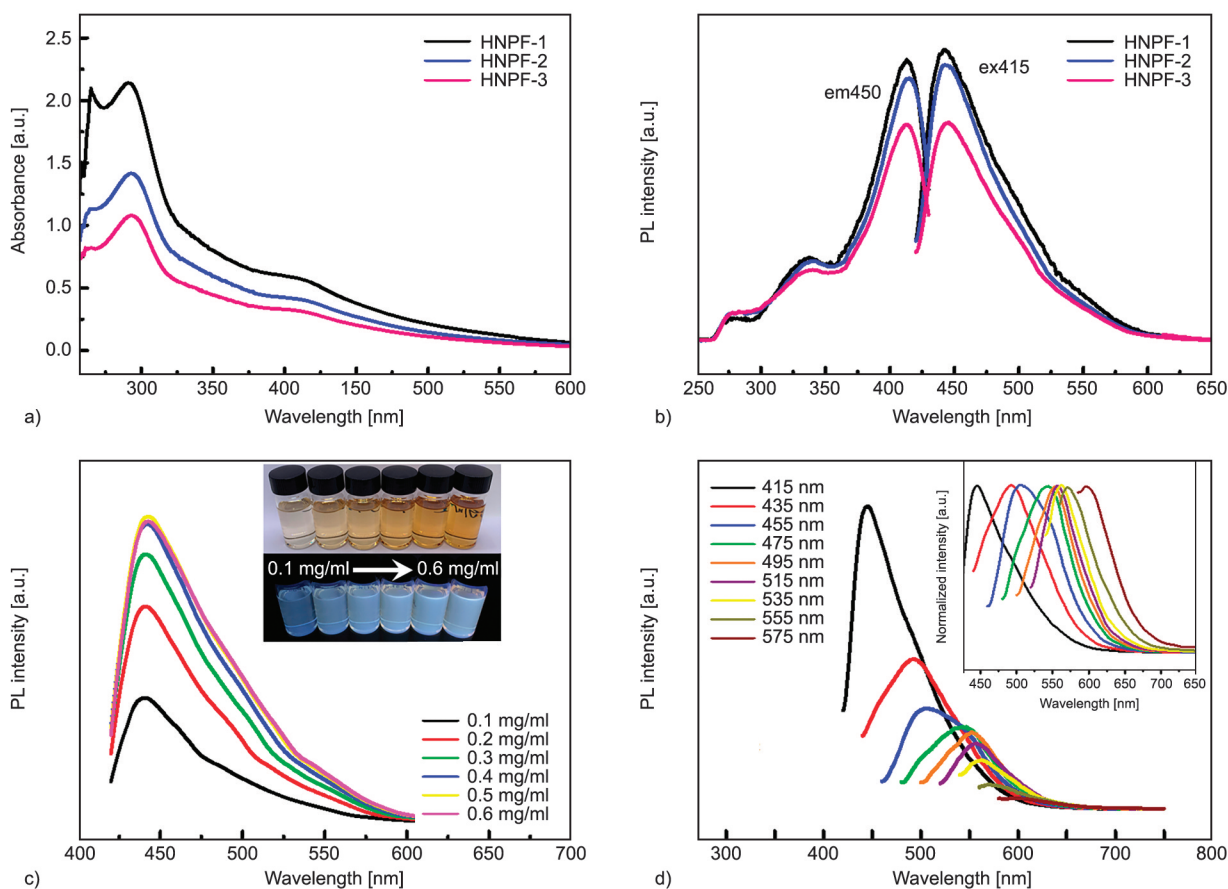 2.5
2.0
1.5
1.0
0.5
0.0
Absorbance [a.u.]
HNPF-1
HNPF-2
HNPF-3
300
350
400
150
500
550
600
Wavelength [nm]
a)
PL intensity [a.u.]
em450
ex415
HNPF-1
HNPF-2
HNPF-3
250
300
350
400
450
500
550
600
650
Wavelength [nm]
b)
PL intensity [a.u.]
0.1 mg/ml
0.6 mg/ml
0.1 mg/ml
0.2 mg/ml
0.3 mg/ml
0.4 mg/ml
0.5 mg/ml
0.6 mg/ml
400
450
500
550
600
700
Wavelength [nm]
c)
PL intensity [a.u.]
415 nm
435 nm
455 nm
475 nm
495 nm
515 nm
535 nm
555 nm
575 nm
Normalized intensity [a.u.]
450
500
550
600
650
700
650
Wavelength [nm]
300
400
500
600
700
800
Wavelength [nm]
d)